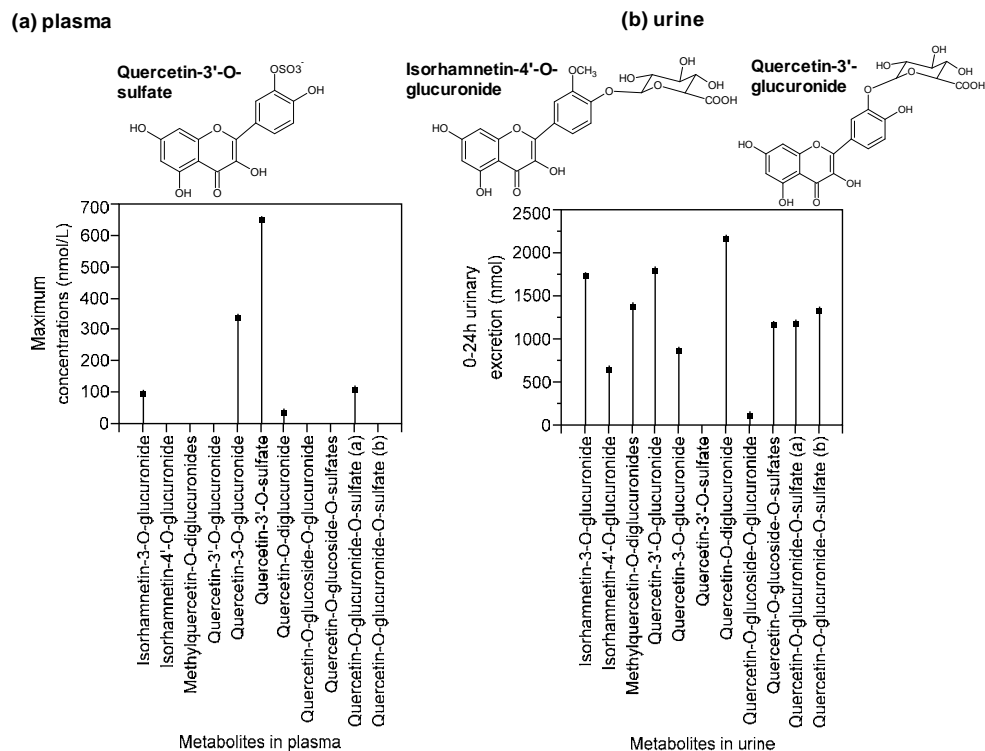 (a) plasma
(b) urine
Quercetin-3'-O-
sulfate
OSO3-
OH
HO
O
OH
OH
O
Isorhamnetin-4'-O-
glucuronide
OCH3
O
HO
OH
OH
O
COOH
HO
O
OH
OH
O
Quercetin-3'-
glucuronide
OH
HO
OH
O
O
COOH
OH
HO
O
OH
OH
O
Maximum
concentrations (nmol/L)
700
600
500
400
300
200
100
0
Isorhamnetin-3-O-glucuronide
Isorhamnetin-4'-O-glucuronide
Methylquercetin-O-diglucuronides
Quercetin-3'-O-glucuronide
Quercetin-3-O-glucuronide
Quercetin-3'-O-sulfate
Quercetin-O-diglucuronide
Quercetin-O-glucoside-O-glucuronide
Quercetin-O-glucoside-O-sulfates
Quercetin-O-glucuronide-O-sulfate (a)
Quercetin-O-glucuronide-O-sulfate (b)
Metabolites in plasma
0-24h urinary
excretion (nmol)
2500
2250
1750
1000
500
0
Isorhamnetin-3-O-glucuronide
Isorhamnetin-4'-O-glucuronide
Methylquercetin-O-diglucuronides
Quercetin-3'-O-glucuronide
Quercetin-3-O-glucuronide
Quercetin-3'-O-sulfate
Quercetin-O-diglucuronide
Quercetin-O-glucoside-O-glucuronide
Quercetin-O-glucoside-O-sulfates
Quercetin-O-glucuronide-O-sulfate (a)
Quercetin-O-glucuronide-O-sulfate (b)
Metabolites in urine